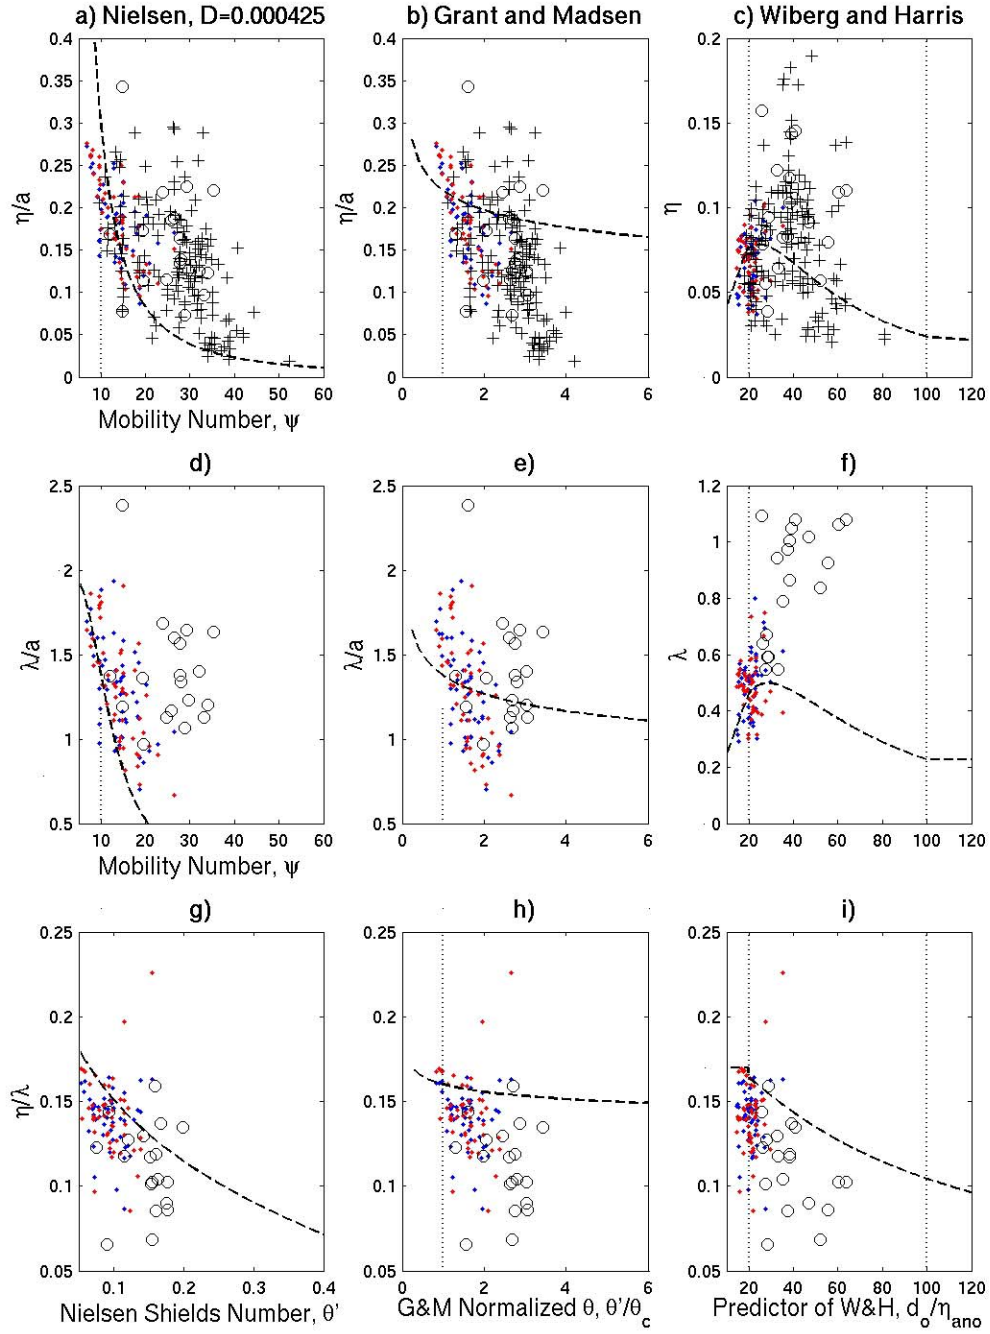 a) Nielsen, D=0.000425 b) Grant and Madsen c) Wiberg and Harris
0.4 0.4 0.2
0.35 0.35
0.3 0.3 0.15
0.25 0.25
η/a 0.2 η/a 0.2 η 0.1
0.15 0.15
0.1 0.1 0.05
0.05 0.05
0 0 0
10 20 30 40 50 60 0 2 4 6 20 40 60 80 100 120
Mobility Number, ψ
d) e) f)
2.5 2.5 1.2
2 2 1
0.8
λ/a 1.5 λ/a 1.5 λ 0.6
0.4
1 1 0.2
0.5 0.5 0
10 20 30 40 50 60 0 2 4 6 20 40 60 80 100 120
Mobility Number, ψ
g) h) i)
0.25 0.25 0.25
0.2 0.2 0.2
η/λ 0.15 0.15 0.15
0.1 0.1 0.1
0.05 0.05 0.05
0.1 0.2 0.3 0.4 0 2 4 6 20 40 60 80 100 120
Nielsen Shields Number, θ' G&M Normalized θ, θ'/θc Predictor of W&H, do/ηano